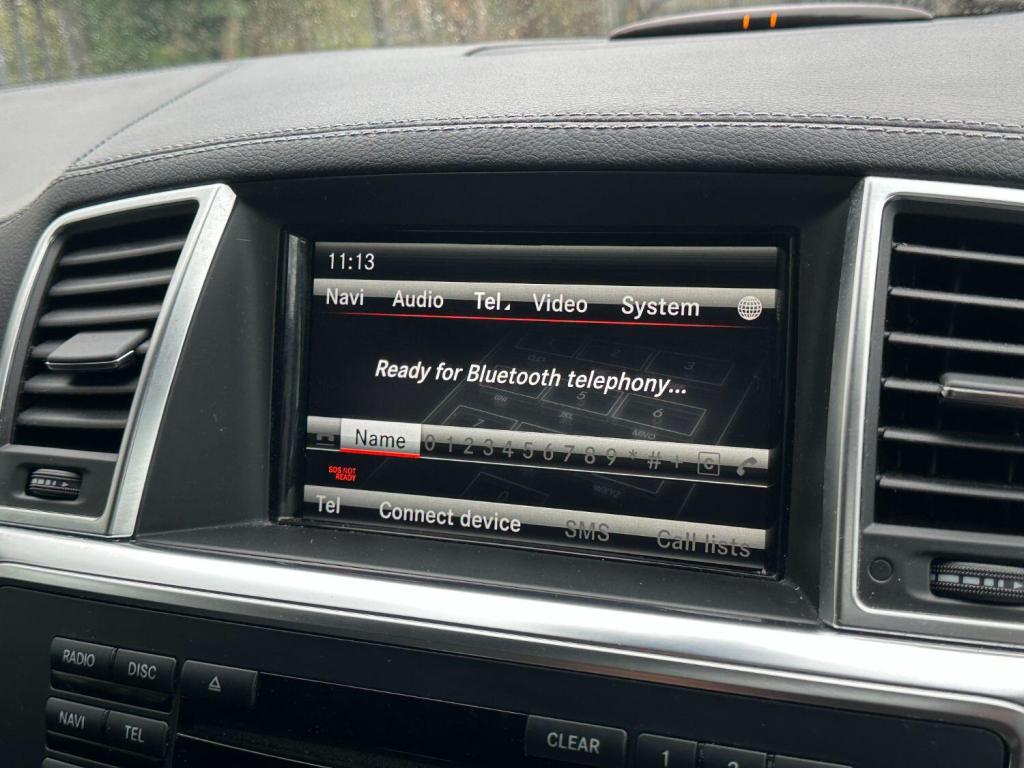 11:13
Navi Audio Tel Video System
Ready for Bluetooth telephony...
Name 0 1 2 3 4 5 6 7 8 9 * # + C
SOS NOT
READY
Tel Connect device SMS Call lists
RADIO DISC
NAVI TEL
CLEAR 1 2